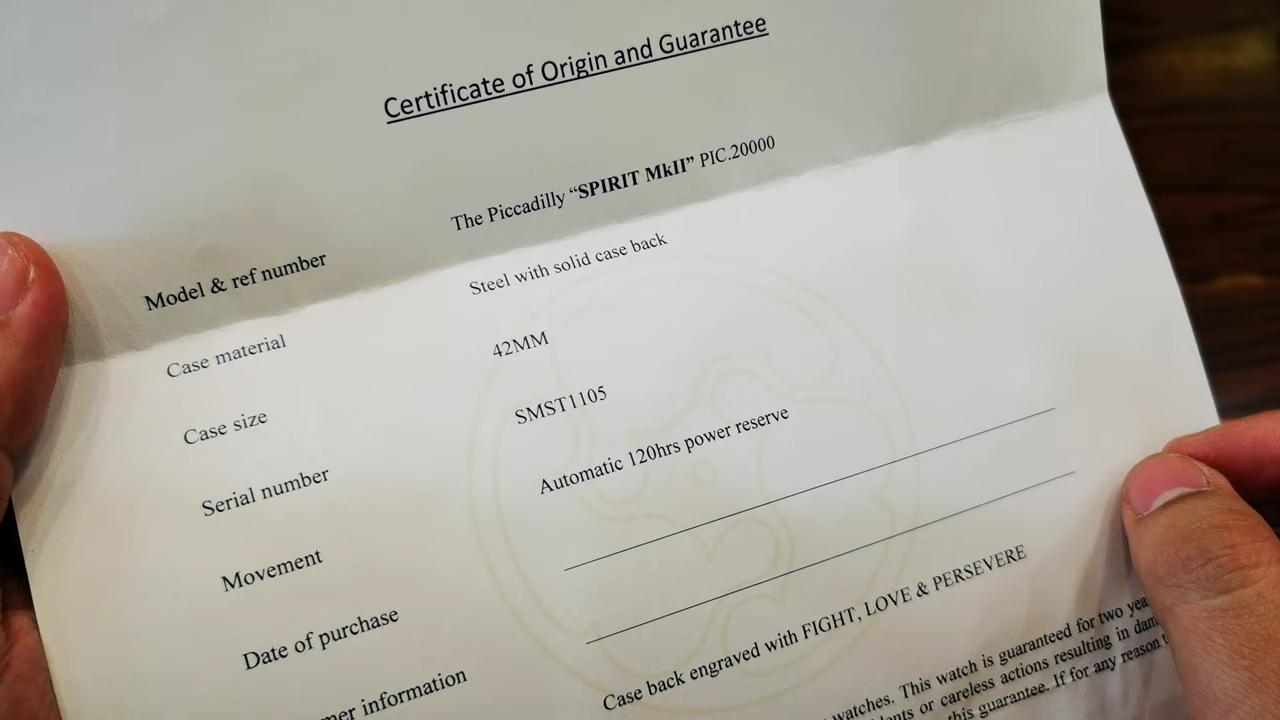 Certificate of Origin and Guarantee
Model & ref number The Piccadilly “SPIRIT MkII” PIC.20000
Case material Steel with solid case back
Case size 42MM
Serial number SMST1105
Movement Automatic 120hrs power reserve
Date of purchase
information
Case back engraved with FIGHT, LOVE & PERSEVERE
watches. This watch is guaranteed for two
or careless actions resulting in
this guarantee. If for any reason